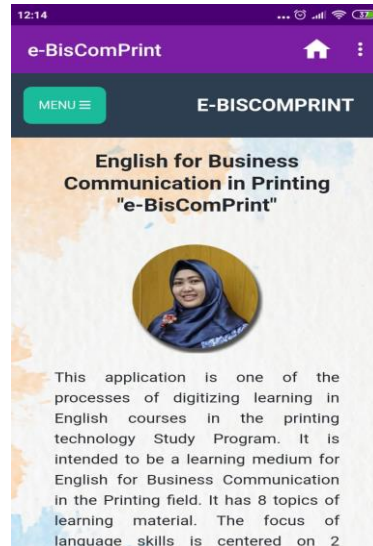 12:14
... 37
e-BisComPrint
MENU ≡
E-BISCOMPRINT
English for Business
Communication in Printing
"e-BisComPrint"
This application is one of the
processes of digitizing learning in
English courses in the printing
technology Study Program. It is
intended to be a learning medium for
English for Business Communication
in the Printing field. It has 8 topics of
learning material. The focus of
language skills is centered on 2